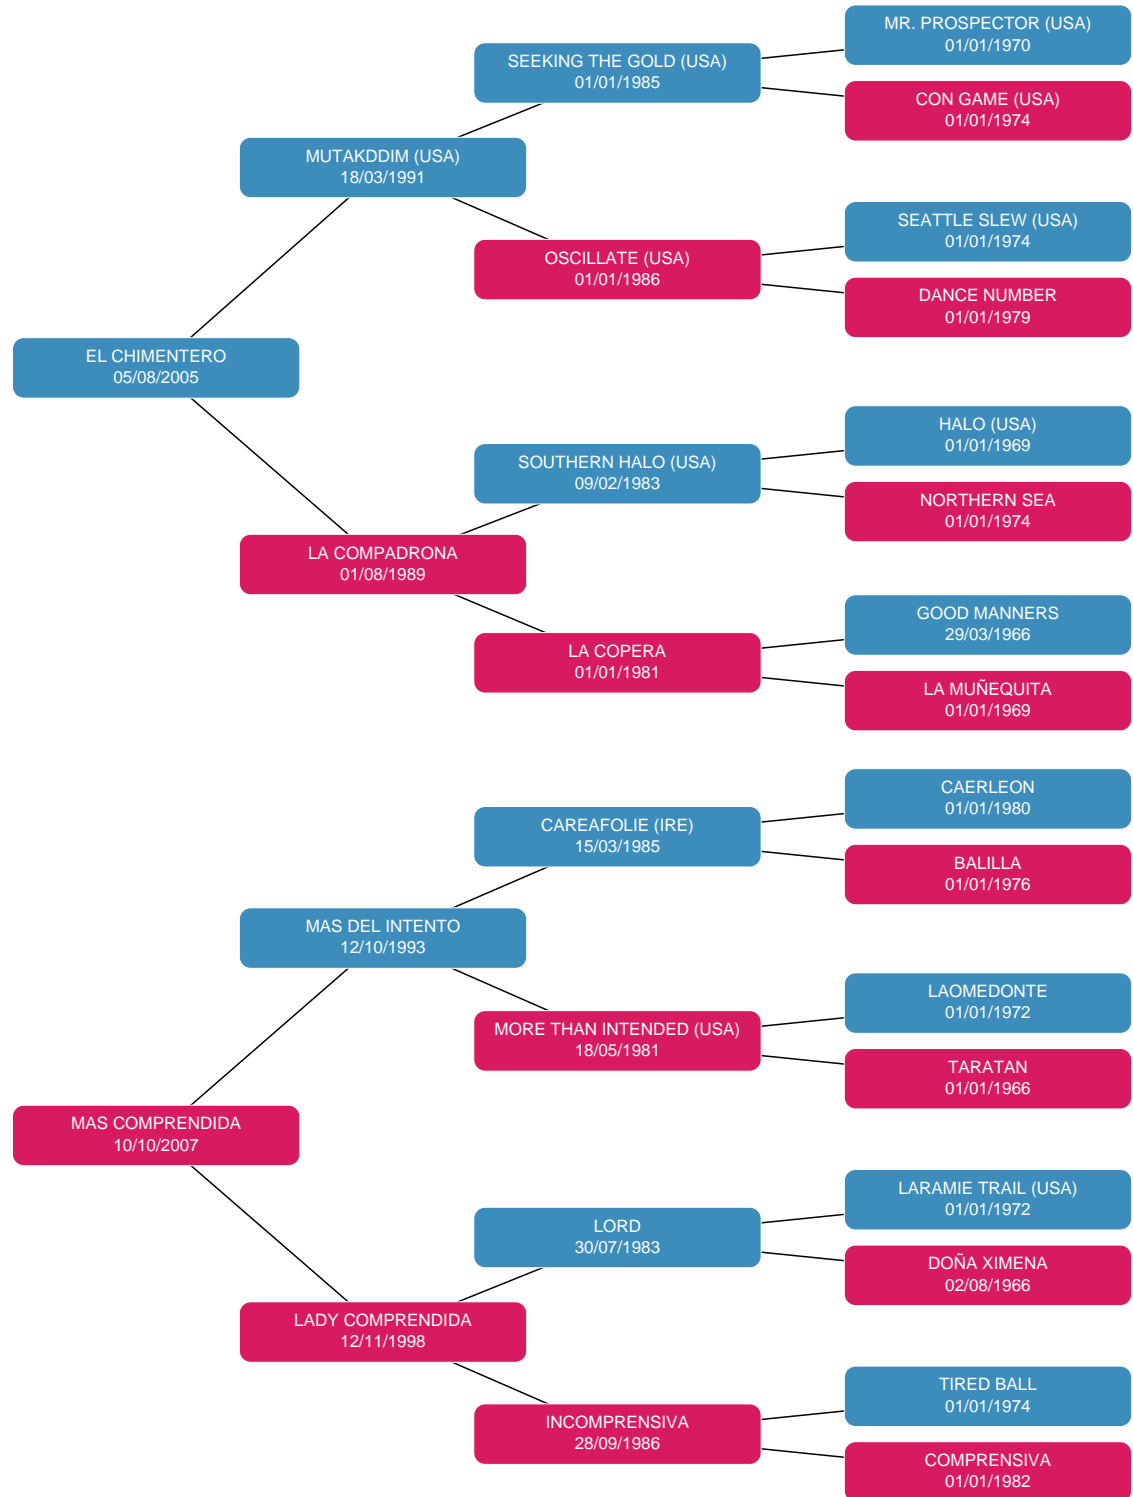 MR. PROSPECTOR (USA)
01/01/1970
SEEKING THE GOLD (USA)
01/01/1985
CON GAME (USA)
01/01/1974
MUTAKDDIM (USA)
18/03/1991
SEATTLE SLEW (USA)
01/01/1974
OSCILLATE (USA)
01/01/1986
DANCE NUMBER
01/01/1979
EL CHIMENTERO
05/08/2005
HALO (USA)
01/01/1969
SOUTHERN HALO (USA)
09/02/1983
NORTHERN SEA
01/01/1974
LA COMPADRONA
01/08/1989
GOOD MANNERS
29/03/1966
LA COPERA
01/01/1981
LA MUÑEQUITA
01/01/1969
CAERLEON
01/01/1980
CAREAFOLIE (IRE)
15/03/1985
BALILLA
01/01/1976
MAS DEL INTENTO
12/10/1993
LAOMEDONTE
01/01/1972
MORE THAN INTENDED (USA)
18/05/1981
TARATAN
01/01/1966
MAS COMPRENDIDA
10/10/2007
LARAMIE TRAIL (USA)
01/01/1972
LORD
30/07/1983
DOÑA XIMENA
02/08/1966
LADY COMPRENDIDA
12/11/1998
TIRED BALL
01/01/1974
INCOMPRENSIVA
28/09/1986
COMPRENSIVA
01/01/1982